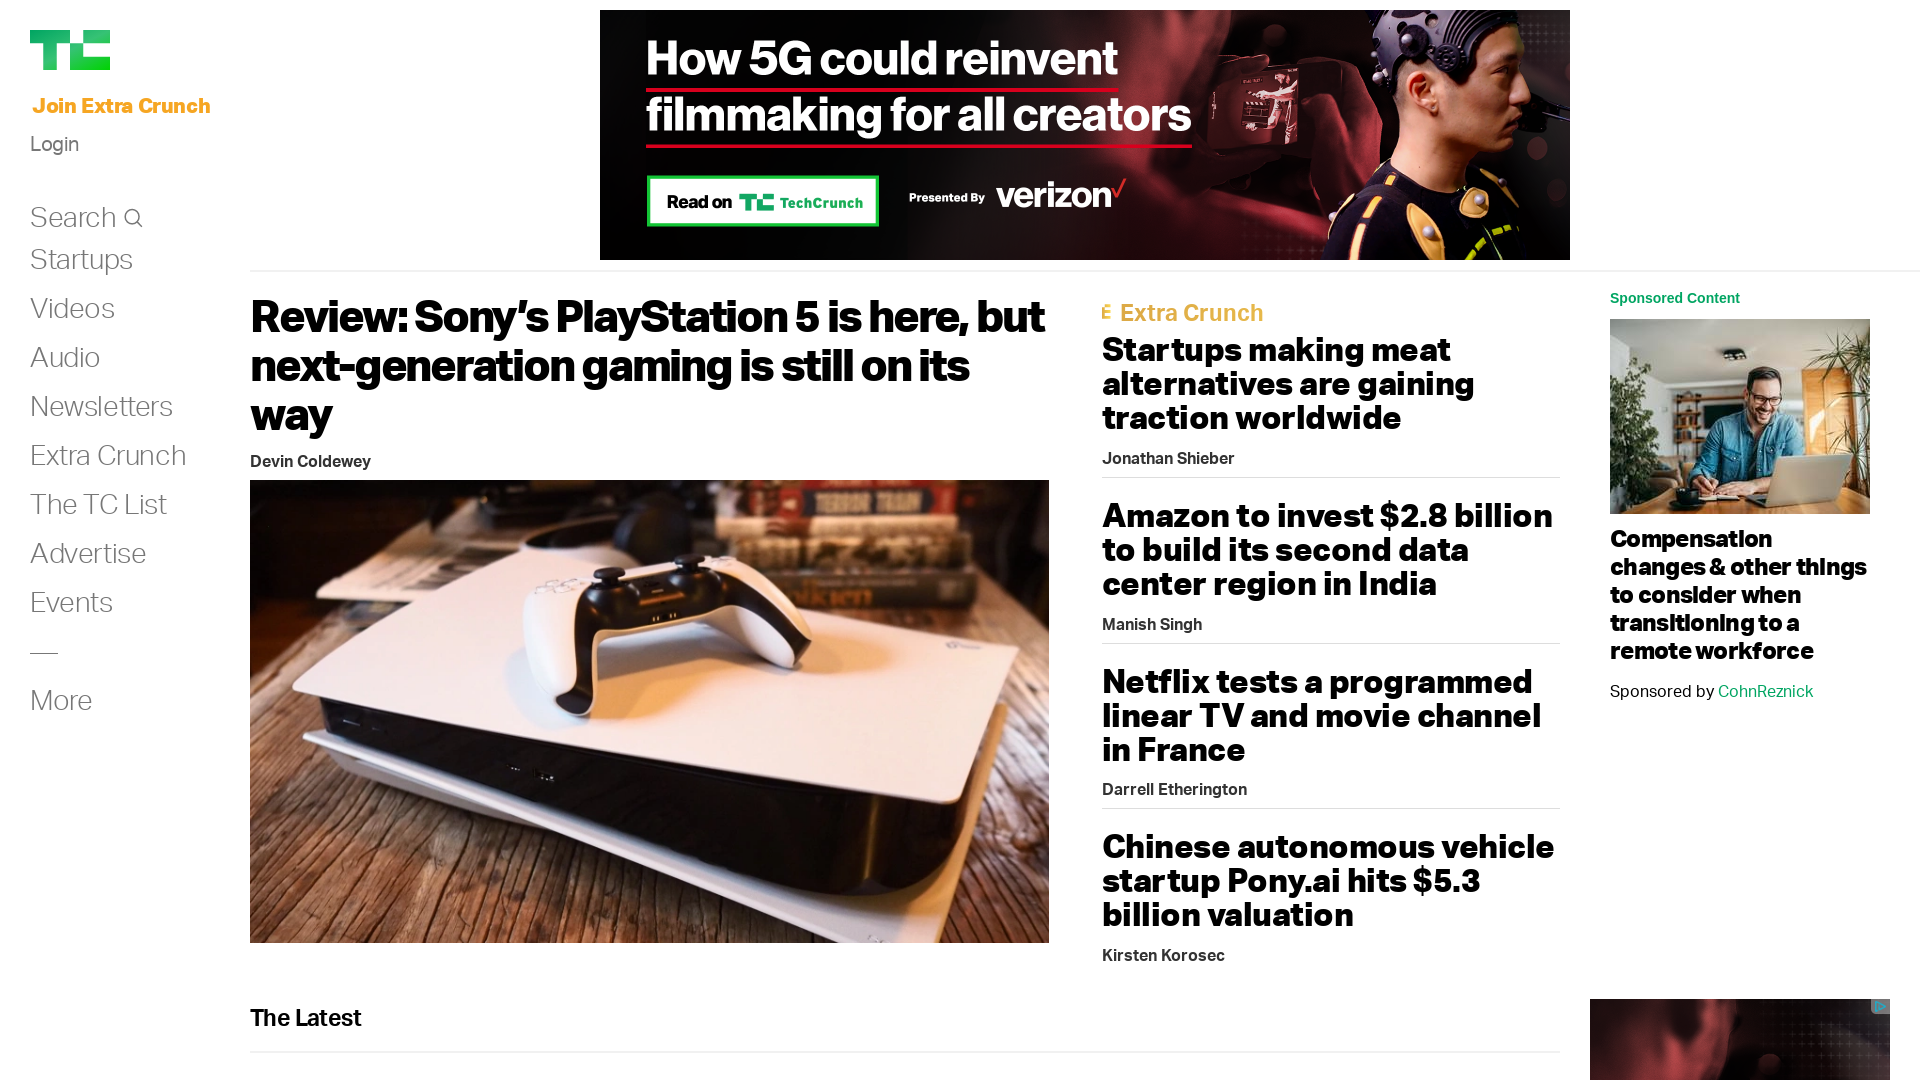 TC
Join Extra Crunch
Login
Search
Startups
Videos
Audio
Newsletters
Extra Crunch
The TC List
Advertise
Events
—
More
How 5G could reinvent
filmmaking for all creators
Read on TC TechCrunch
Presented By verizon✓
Review: Sony’s PlayStation 5 is here, but
next-generation gaming is still on its
way
Devin Coldewey
TERROR TRAIN
Extra Crunch
Startups making meat
alternatives are gaining
traction worldwide
Jonathan Shieber
Amazon to invest $2.8 billion
to build its second data
center region in India
Manish Singh
Netflix tests a programmed
linear TV and movie channel
in France
Darrell Etherington
Chinese autonomous vehicle
startup Pony.ai hits $5.3
billion valuation
Kirsten Korosec
Sponsored Content
Compensation
changes & other things
to consider when
transitioning to a
remote workforce
Sponsored by CohnReznick
The Latest